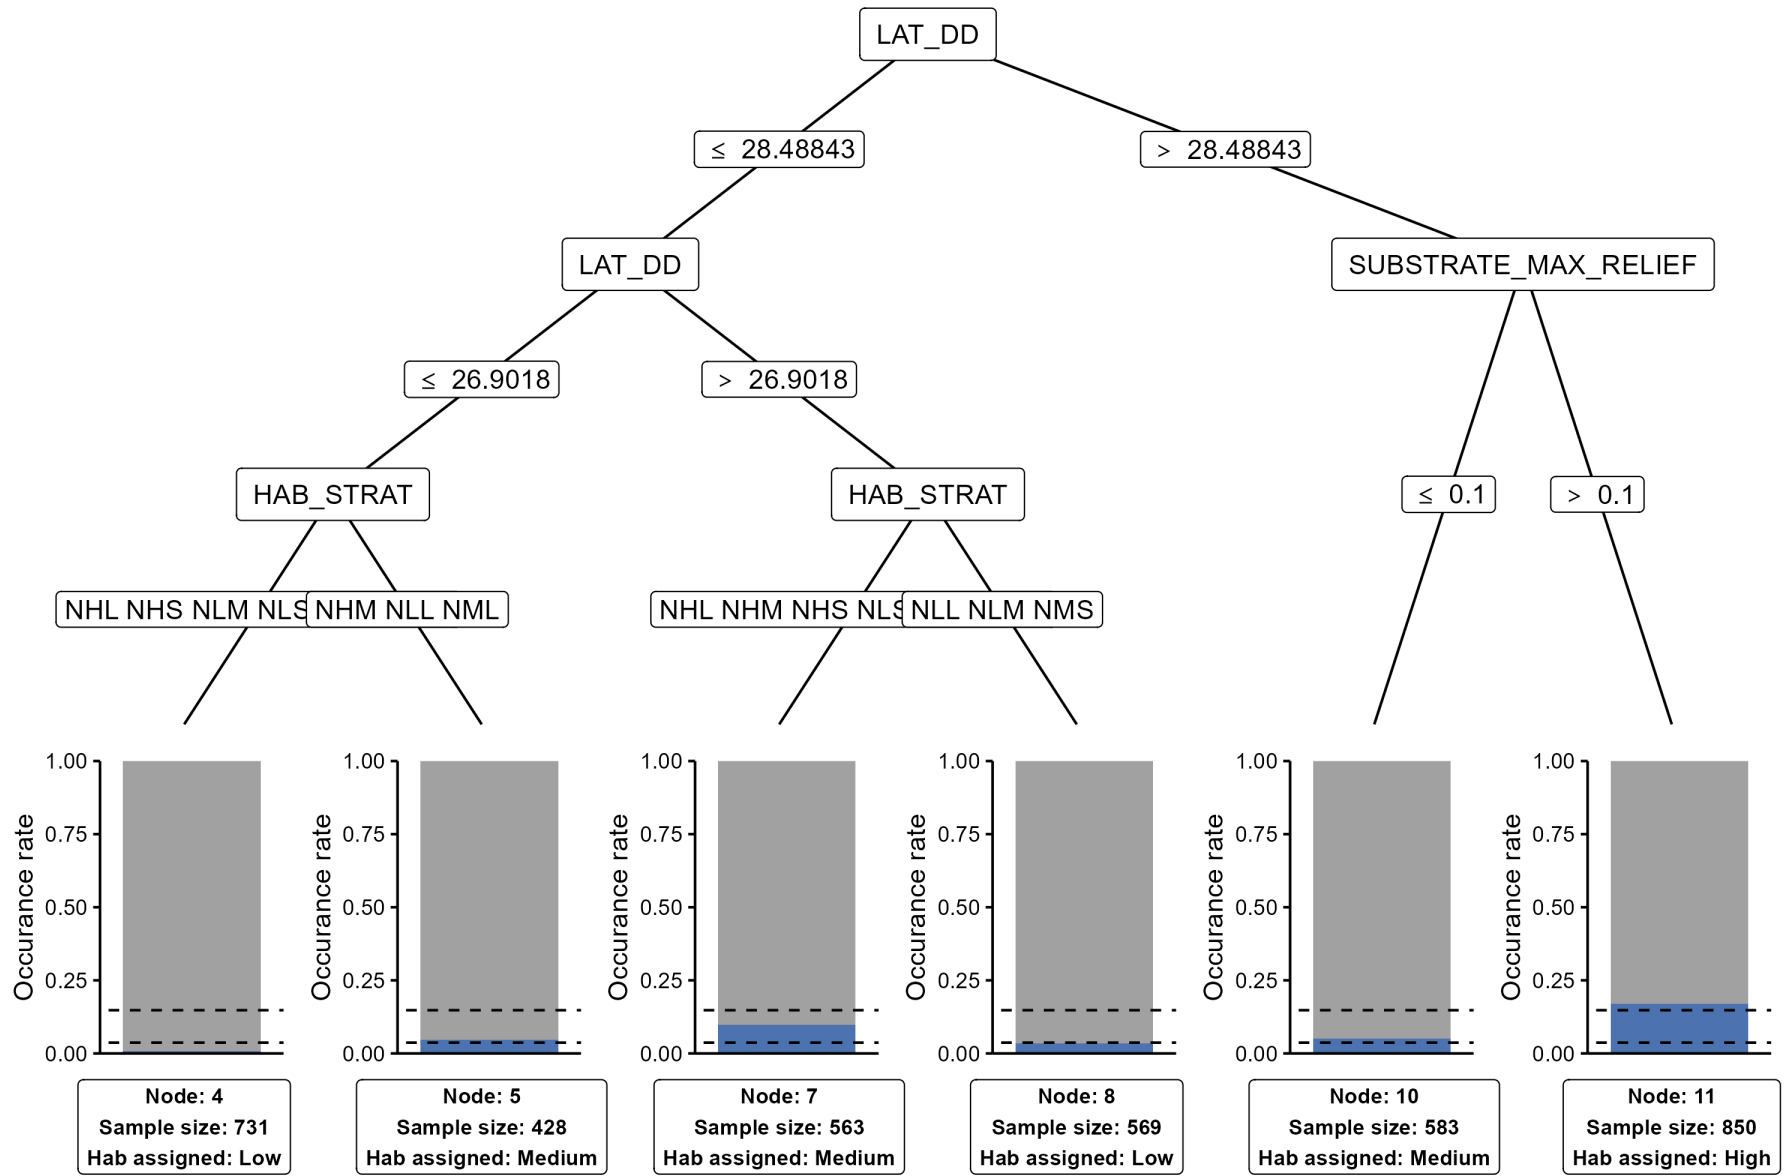 LAT_DD
≤ 28.48843
> 28.48843
LAT_DD
SUBSTRATE_MAX_RELIEF
≤ 26.9018
> 26.9018
HAB_STRAT
HAB_STRAT
≤ 0.1
> 0.1
NHL NHS NLM NLS
NHM NLL NML
NHL NHM NHS NLS
NLL NLM NMS
Occurance rate
1.00
0.75
0.50
0.25
0.00
Occurance rate
1.00
0.75
0.50
0.25
0.00
Occurance rate
1.00
0.75
0.50
0.25
0.00
Occurance rate
1.00
0.75
0.50
0.25
0.00
Occurance rate
1.00
0.75
0.50
0.25
0.00
Occurance rate
1.00
0.75
0.50
0.25
0.00
Node: 4
Sample size: 731
Hab assigned: Low
Node: 5
Sample size: 428
Hab assigned: Medium
Node: 7
Sample size: 563
Hab assigned: Medium
Node: 8
Sample size: 569
Hab assigned: Low
Node: 10
Sample size: 583
Hab assigned: Medium
Node: 11
Sample size: 850
Hab assigned: High